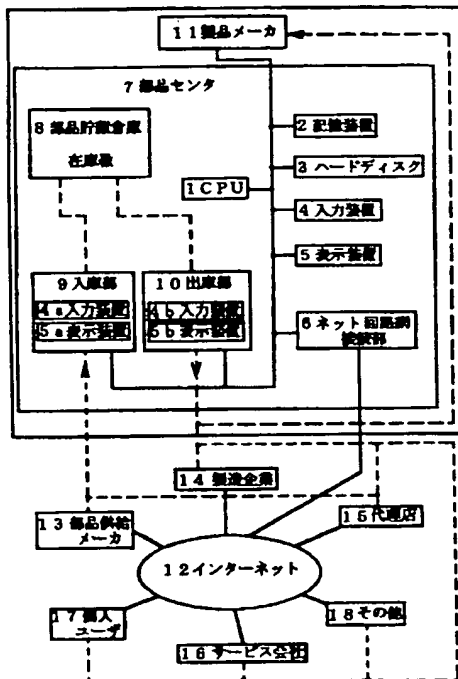 11製品メーカ
7部品センタ
8部品貯蔵倉庫
在庫数
2記憶装置
3ハードディスク
1CPU
4入力装置
5表示装置
9入庫部
4a入力装置
5a表示装置
10出庫部
4b入力装置
5b表示装置
6ネット回路網
接続部
14製造企業
13部品供給
メーカ
15代理店
12インターネット
17個人
ユーザ
18その他
16サービス会社